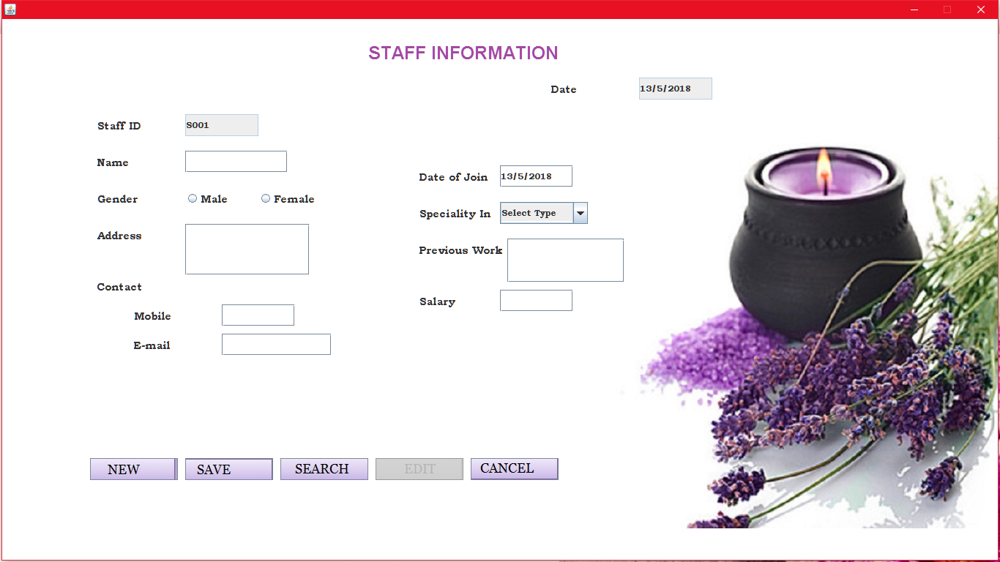 STAFF INFORMATION
Date 13/5/2018
Staff ID S001
Name
Gender Male Female
Address
Contact
Mobile
E-mail
Date of Join 13/5/2018
Speciality In Select Type
Previous Work
Salary
NEW SAVE SEARCH EDIT CANCEL